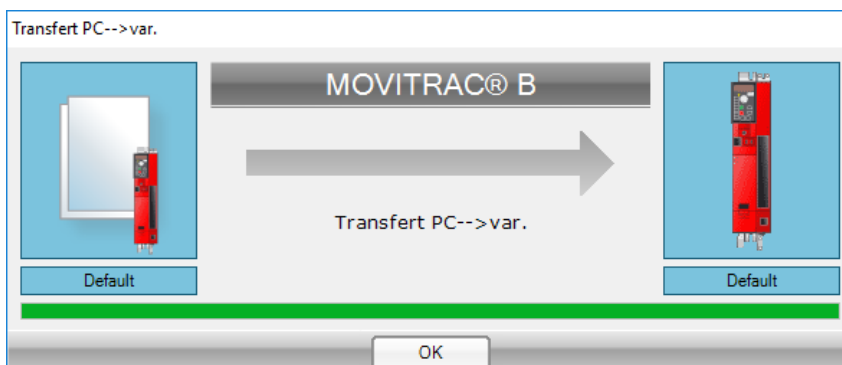 Transfert PC-->var.
MOVITRAC® B
Transfert PC-->var.
Default
Default
OK